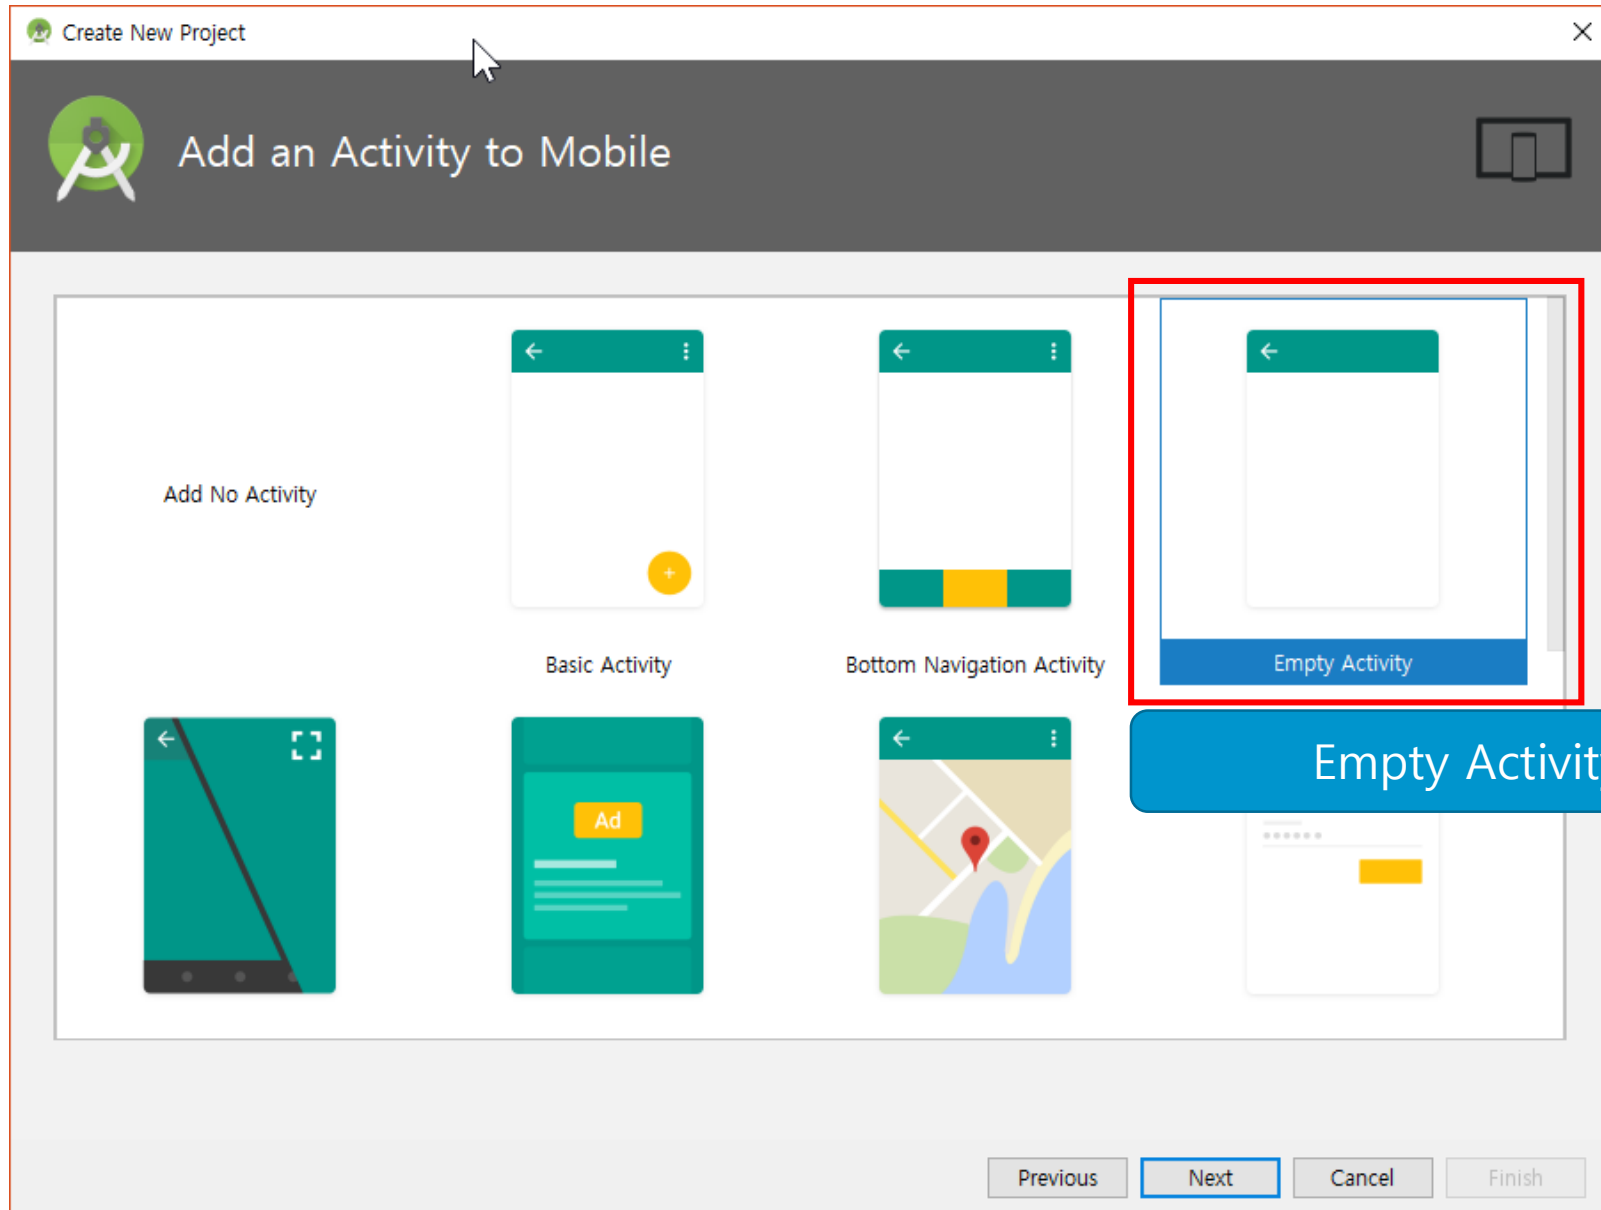 Create New Project
Add an Activity to Mobile
Add No Activity
Basic Activity
Bottom Navigation Activity
Empty Activity
Empty Activity
Ad
Previous
Next
Cancel
Finish